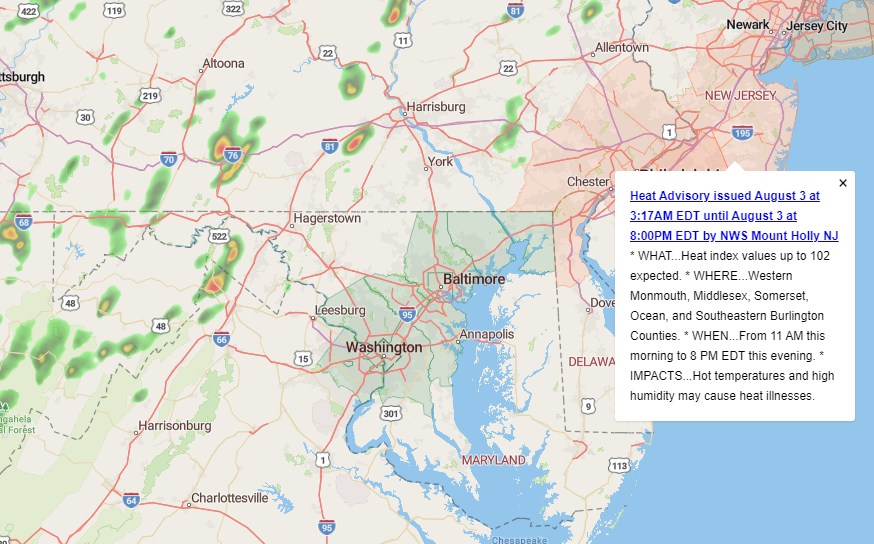 422
119
322
81
Newark
Jersey City
11
22
Allentown
ttsburgh
Altoona
22
NEW JERSEY
219
Harrisburg
30
1
195
81
76
70
York
Chester
68
Hagerstown
522
Heat Advisory issued August 3 at
3:17AM EDT until August 3 at
8:00PM EDT by NWS Mount Holly NJ
* WHAT...Heat index values up to 102
expected. * WHERE...Western
Monmouth, Middlesex, Somerset,
Ocean, and Southeastern Burlington
Counties. * WHEN...From 11 AM this
morning to 8 PM EDT this evening. *
IMPACTS...Hot temperatures and high
humidity may cause heat illnesses.
Baltimore
48
Leesburg
95
Dove
48
66
Annapolis
Washington
15
DELAWA
301
9
ngahela
al Forest
Harrisonburg
1
MARYLAND
113
64
Charlottesville
95
Chesapeake